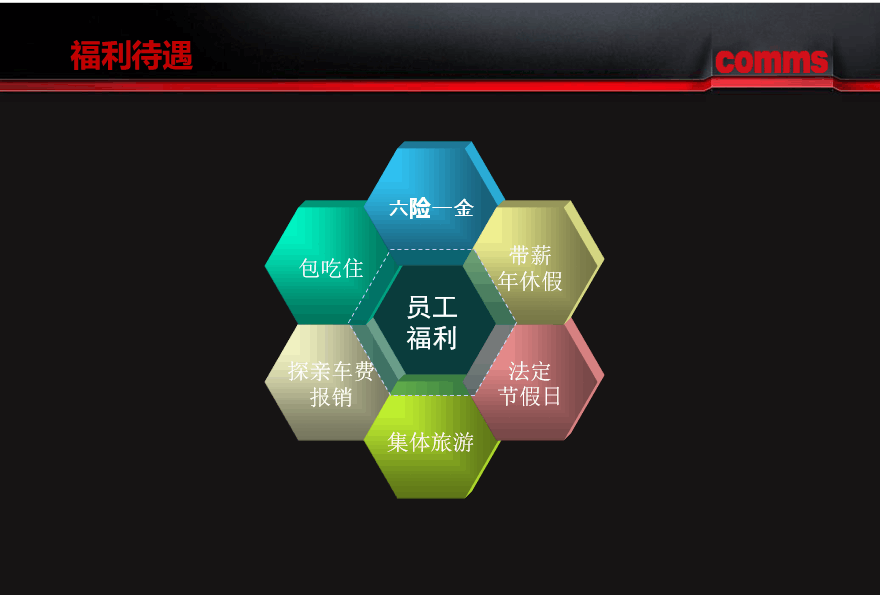 福利待遇
comms
六险一金
带薪
年休假
包吃住
员工
福利
探亲车费
报销
法定
节假日
集体旅游